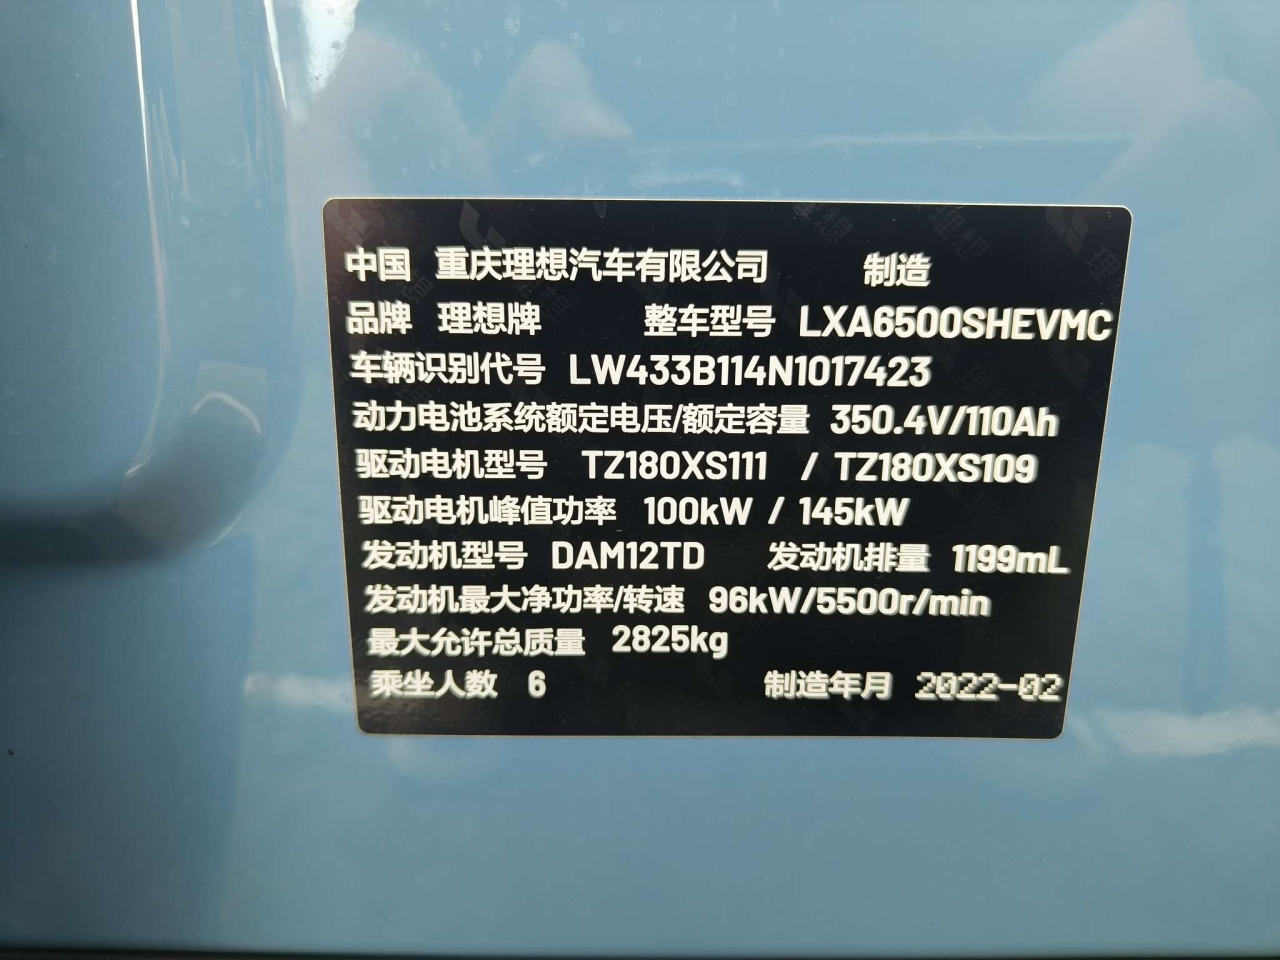 中国 重庆理想汽车有限公司 制造
品牌 理想牌 整车型号 LXA6500SHEVMC
车辆识别代号 LW433B114N1017423
动力电池系统额定电压/额定容量 350.4V/110Ah
驱动电机型号 TZ180XS111 / TZ180XS109
驱动电机峰值功率 100kW / 145kW
发动机型号 DAM12TD 发动机排量 1199mL
发动机最大净功率/转速 96kW/5500r/min
最大允许总质量 2825kg
乘坐人数 6 制造年月 2022-02